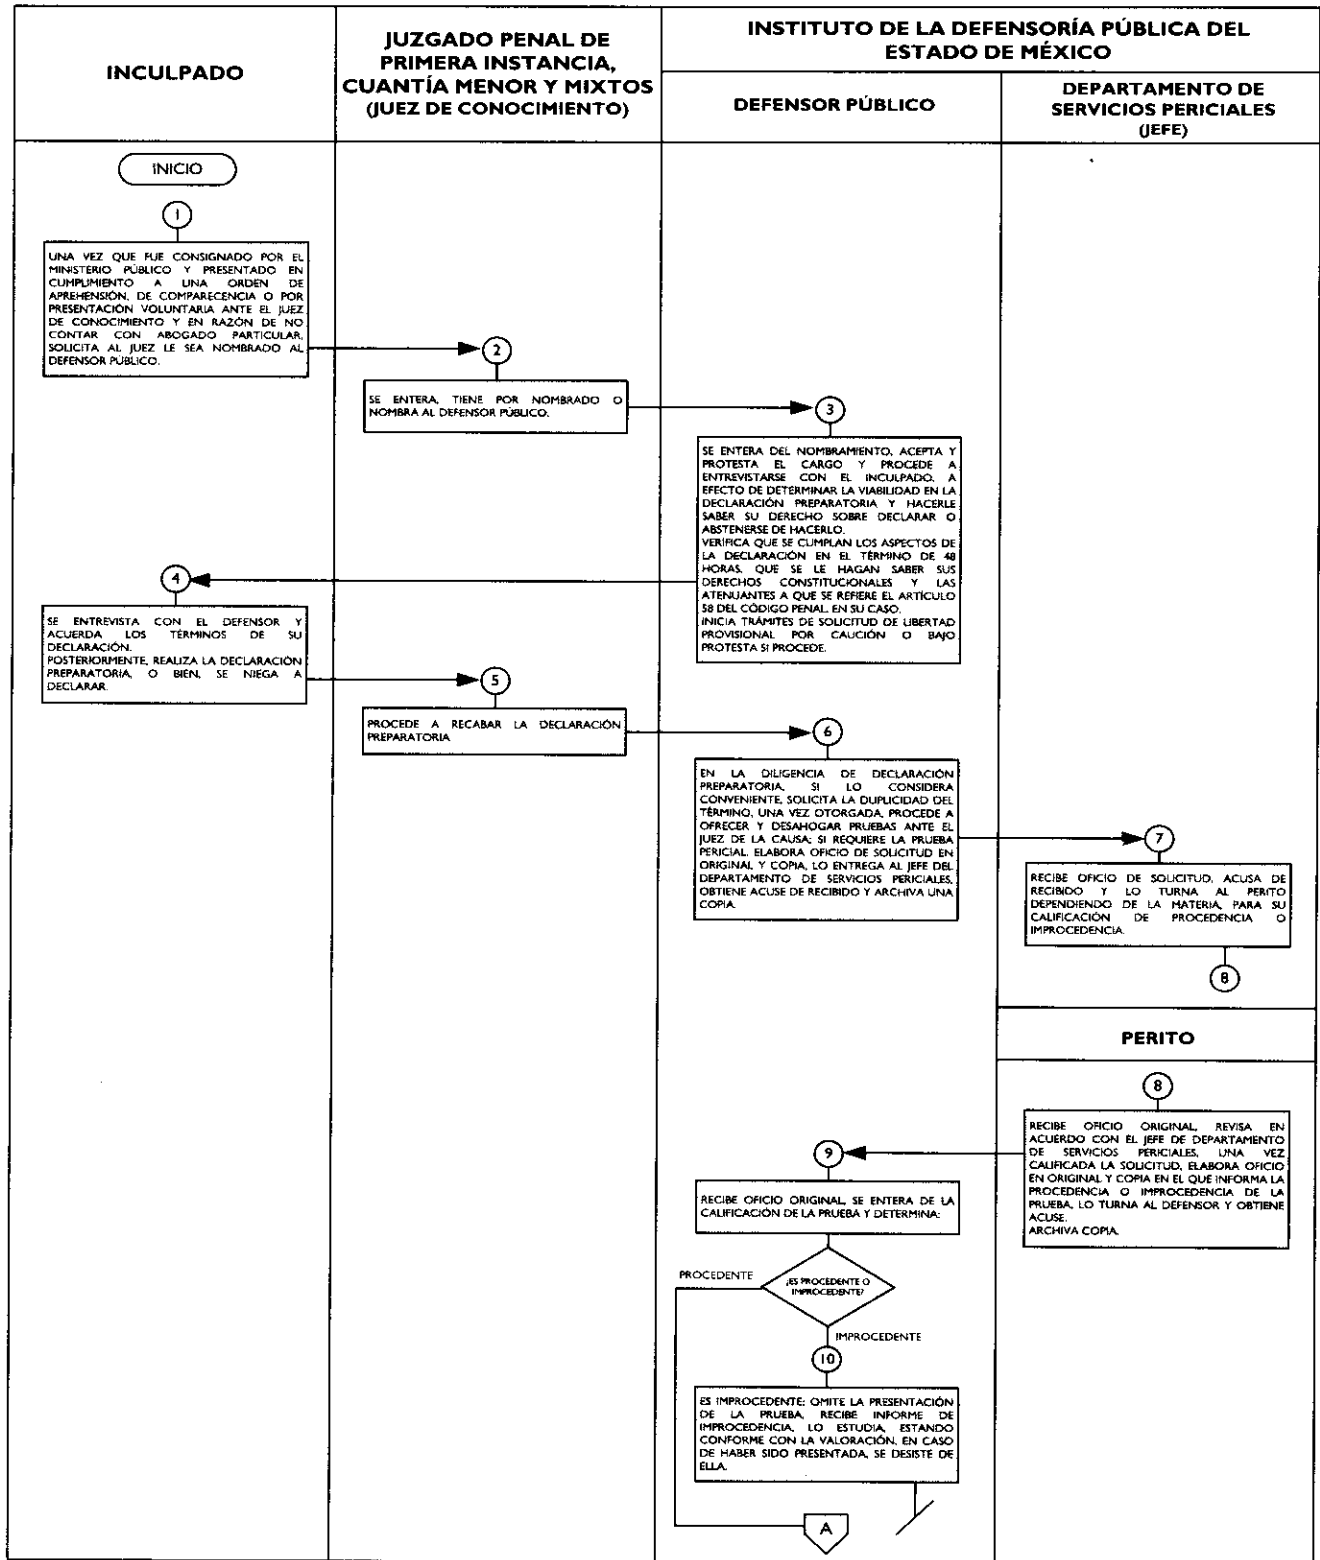 INCULPADO
JUZGADO PENAL DE
PRIMERA INSTANCIA,
CUANTÍA MENOR Y MIXTOS
(JUEZ DE CONOCIMIENTO)
INSTITUTO DE LA DEFENSORÍA PÚBLICA DEL
ESTADO DE MÉXICO
DEFENSOR PÚBLICO
DEPARTAMENTO DE
SERVICIOS PERICIALES
(JEFE)
INICIO
1
UNA VEZ QUE FUE CONSIGNADO POR EL
MINISTERIO PÚBLICO Y PRESENTADO EN
CUMPLIMIENTO A UNA ORDEN DE
APREHENSIÓN, DE COMPARECENCIA O POR
PRESENTACIÓN VOLUNTARIA ANTE EL JUEZ
DE CONOCIMIENTO Y EN RAZÓN DE NO
CONTAR CON ABOGADO PARTICULAR,
SOLICITA AL JUEZ LE SEA NOMBRADO AL
DEFENSOR PÚBLICO.
2
SE ENTERA, TIENE POR NOMBRADO O
NOMBRA AL DEFENSOR PÚBLICO.
3
SE ENTERA DEL NOMBRAMIENTO, ACEPTA Y
PROTESTA EL CARGO Y PROCEDE A
ENTREVISTARSE CON EL INCULPADO, A
EFECTO DE DETERMINAR LA VIABILIDAD EN LA
DECLARACIÓN PREPARATORIA Y HACERLE
SABER SU DERECHO SOBRE DECLARAR O
ABSTENERSE DE HACERLO.
VERIFICA QUE SE CUMPLAN LOS ASPECTOS DE
LA DECLARACIÓN EN EL TÉRMINO DE 48
HORAS, QUE SE LE HAGAN SABER SUS
DERECHOS CONSTITUCIONALES Y LAS
ATENUANTES A QUE SE REFIERE EL ARTÍCULO
58 DEL CÓDIGO PENAL, EN SU CASO.
INICIA TRÁMITES DE SOLICITUD DE LIBERTAD
PROVISIONAL POR CAUCIÓN O BAJO
PROTESTA SI PROCEDE.
4
SE ENTREVISTA CON EL DEFENSOR Y
ACUERDA LOS TÉRMINOS DE SU
DECLARACIÓN.
POSTERIORMENTE, REALIZA LA DECLARACIÓN
PREPARATORIA, O BIEN, SE NIEGA A
DECLARAR.
5
PROCEDE A RECABAR LA DECLARACIÓN
PREPARATORIA.
6
EN LA DILIGENCIA DE DECLARACIÓN
PREPARATORIA, SI LO CONSIDERA
CONVENIENTE, SOLICITA LA DUPLICIDAD DEL
TÉRMINO, UNA VEZ OTORGADA, PROCEDE A
OFRECER Y DESAHOGAR PRUEBAS ANTE EL
JUEZ DE LA CAUSA; SI REQUIERE LA PRUEBA
PERICIAL, ELABORA OFICIO DE SOLICITUD EN
ORIGINAL Y COPIA, LO ENTREGA AL JEFE DEL
DEPARTAMENTO DE SERVICIOS PERICIALES,
OBTIENE ACUSE DE RECIBIDO Y ARCHIVA UNA
COPIA.
7
RECIBE OFICIO DE SOLICITUD, ACUSA DE
RECIBIDO Y LO TURNA AL PERITO
DEPENDIENDO DE LA MATERIA, PARA SU
CALIFICACIÓN DE PROCEDENCIA O
IMPROCEDENCIA.
8
PERITO
8
RECIBE OFICIO ORIGINAL, REVISA EN
ACUERDO CON EL JEFE DE DEPARTAMENTO
DE SERVICIOS PERICIALES, UNA VEZ
CALIFICADA LA SOLICITUD, ELABORA OFICIO
EN ORIGINAL Y COPIA EN EL QUE INFORMA LA
PROCEDENCIA O IMPROCEDENCIA DE LA
PRUEBA, LO TURNA AL DEFENSOR Y OBTIENE
ACUSE.
ARCHIVA COPIA.
9
RECIBE OFICIO ORIGINAL, SE ENTERA DE LA
CALIFICACIÓN DE LA PRUEBA Y DETERMINA:
PROCEDENTE
¿ES PROCEDENTE O
IMPROCEDENTE?
IMPROCEDENTE
10
ES IMPROCEDENTE: OMITE LA PRESENTACIÓN
DE LA PRUEBA, RECIBE INFORME DE
IMPROCEDENCIA, LO ESTUDIA, ESTANDO
CONFORME CON LA VALORACIÓN, EN CASO
DE HABER SIDO PRESENTADA, SE DESISTE DE
ELLA.
A